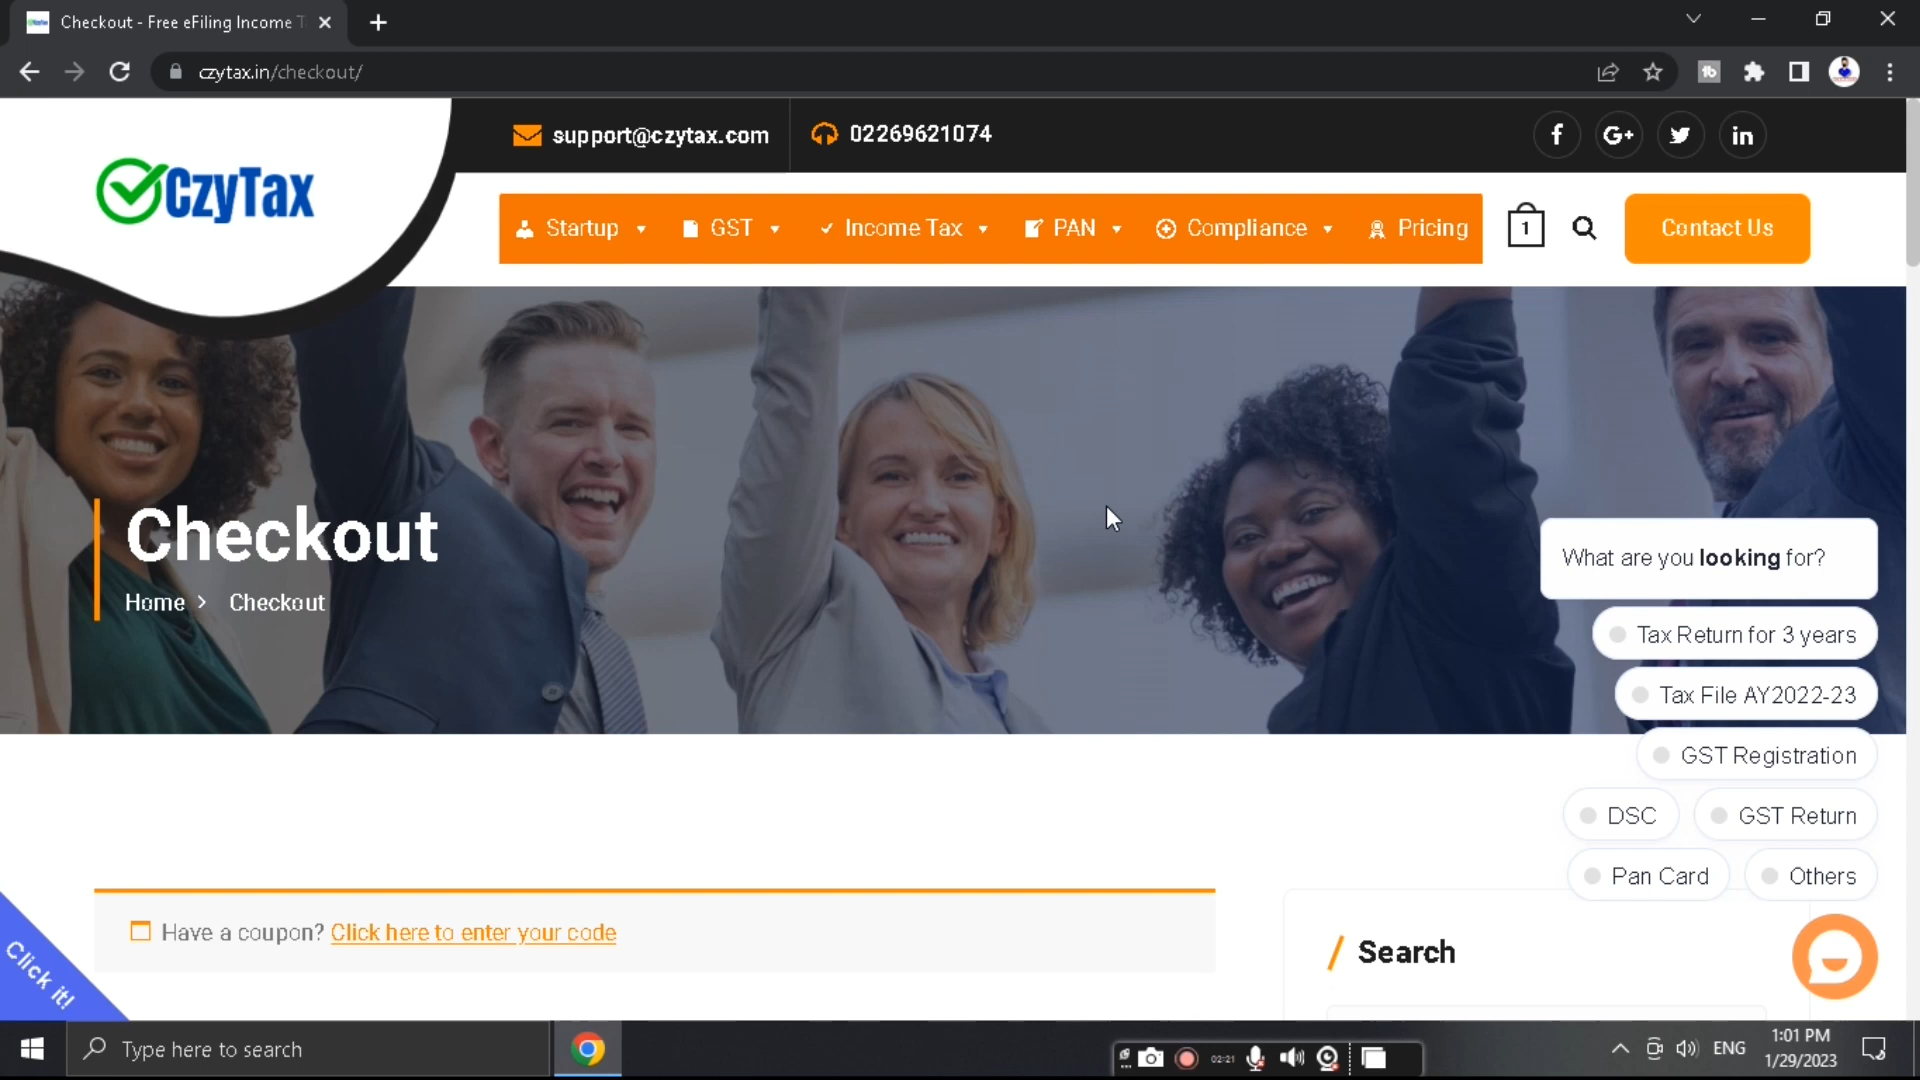 Checkout - Free eFiling Income T
czytax.in/checkout/
support@czytax.com
02269621074
CzyTax
Startup
GST
Income Tax
PAN
Compliance
Pricing
1
Contact Us
Checkout
Home > Checkout
What are you looking for?
Tax Return for 3 years
Tax File AY2022-23
GST Registration
DSC
GST Return
Pan Card
Others
Have a coupon? Click here to enter your code
Search
Click it!
Type here to search
02:21
ENG
1:01 PM
1/29/2023